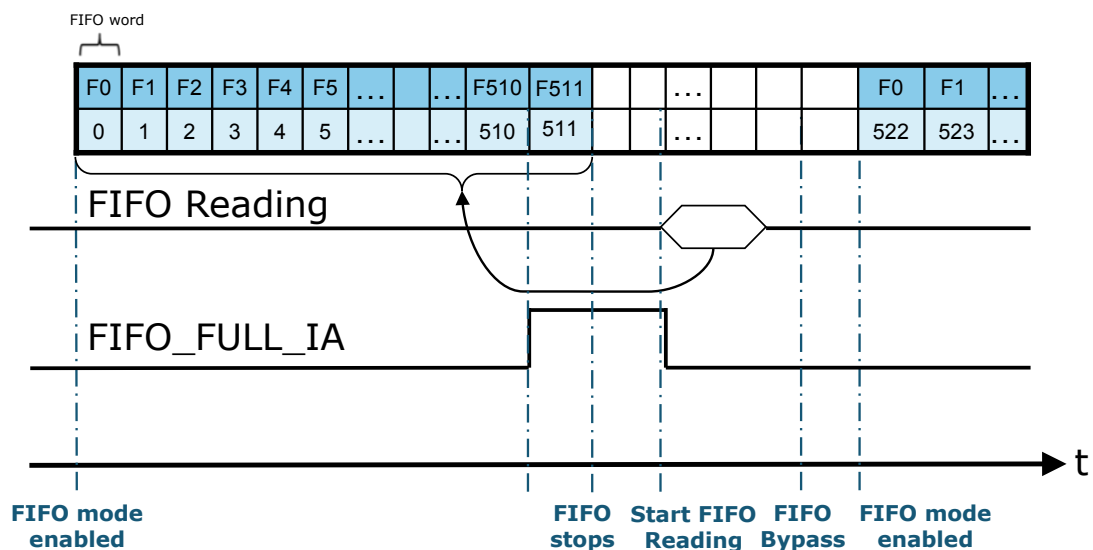 FIFO word
F0 F1 F2 F3 F4 F5 ... ... F510 F511 ... F0 F1 ...
0 1 2 3 4 5 ... ... 510 511 ... 522 523 ...
FIFO Reading
FIFO_FULL_IA
t
FIFO mode
enabled
FIFO
stops
Start FIFO
Reading
FIFO
Bypass
FIFO mode
enabled